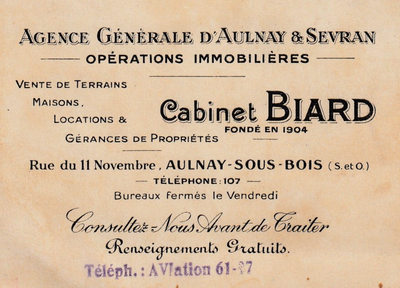 AGENCE GÉNÉRALE D'AULNAY & SEVRAN
OPÉRATIONS IMMOBILIÈRES
VENTE DE TERRAINS
MAISONS,
LOCATIONS &
GÉRANCES DE PROPRIÉTÉS
Cabinet BIARD
FONDÉ EN 1904
Rue du 11 Novembre, AULNAY-SOUS-BOIS (S. et O.)
— TÉLÉPHONE: 107 —
Bureaux fermés le Vendredi
Consultez-Nous Avant de Traiter
Renseignements Gratuits.
Téléph.: AVIation 61-